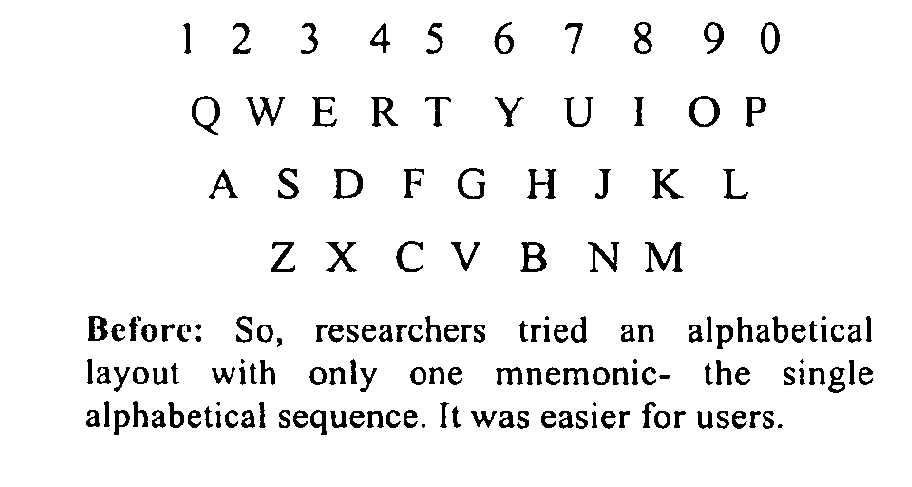 1 2 3 4 5 6 7 8 9 0
Q W E R T Y U I O P
A S D F G H J K L
Z X C V B N M
Before: So, researchers tried an alphabetical
layout with only one mnemonic- the single
alphabetical sequence. It was easier for users.